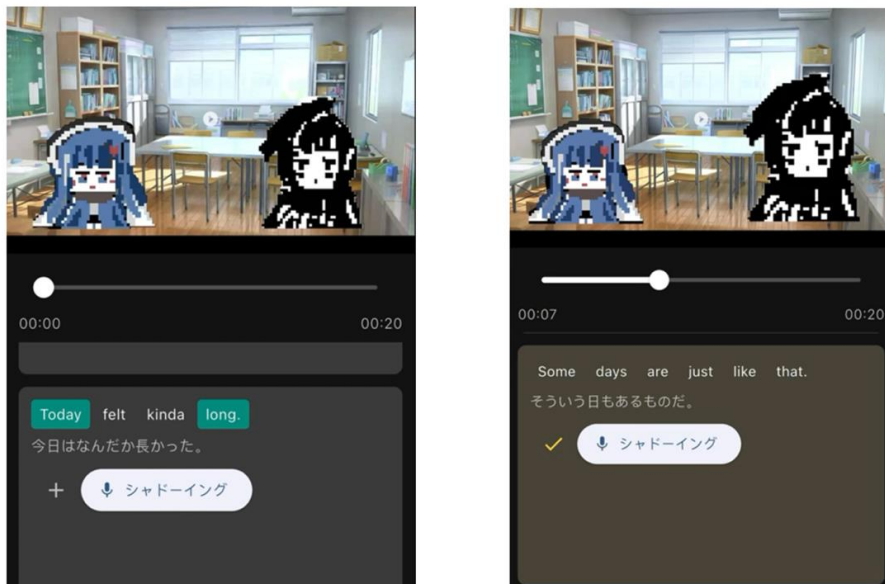 00:00 00:20
Today felt kinda long.
今日はなんだか長かった。
+ シャドーイング
00:07 00:20
Some days are just like that.
そういう日もあるものだ。
シャドーイング